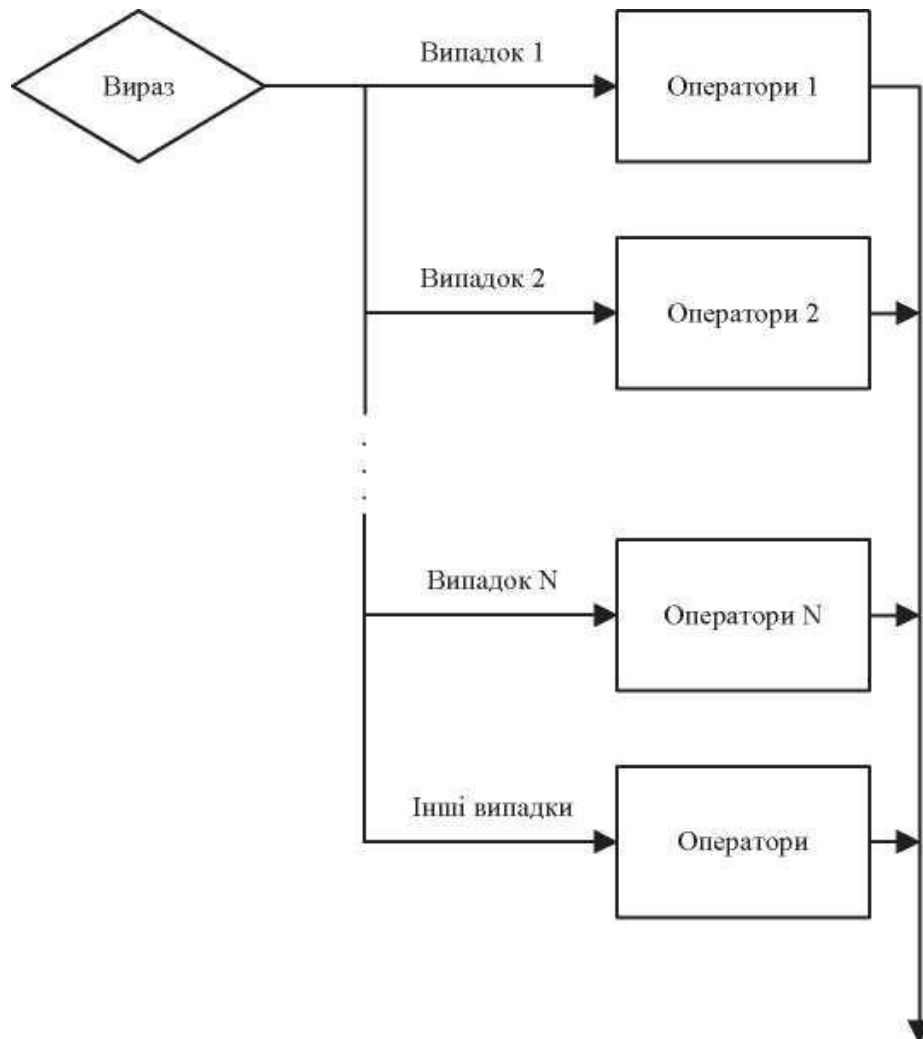 Вираз
Випадок 1
Оператори 1
Випадок 2
Оператори 2
Випадок N
Оператори N
Інші випадки
Оператори